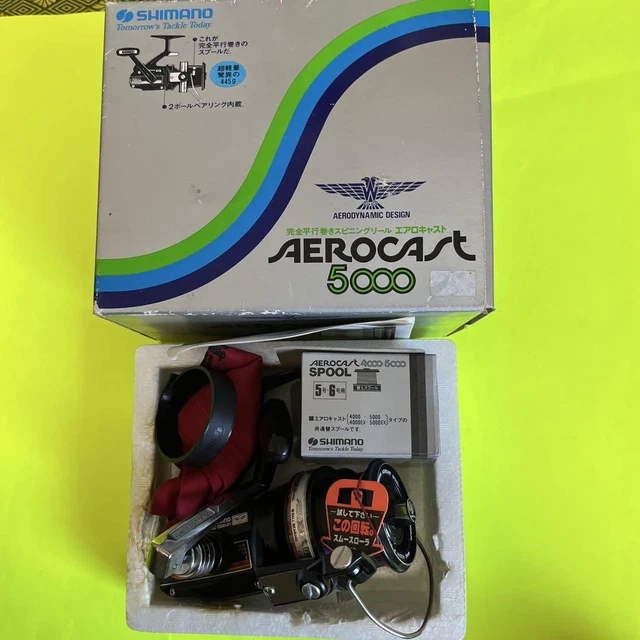 SHIMANO
Tomorrow's Tackle Today.
これが
完全平行巻きの
スプールだ。
超軽量
驚異の
445g
2ボールベアリング内蔵。
AERODYNAMIC DESIGN
完全平行巻きスピニングリール エアロキャスト
AEROCASt
5000
AEROCASt 4000・5000
SPOOL
5号-6号用
■エアロキャスト
4000 ・ 5000
4000EX・5000EX
タイプの
共通替スプールです。
SHIMANO
Tomorrow's Tackle Today.
試して下さい
この回転。
スムースローラ